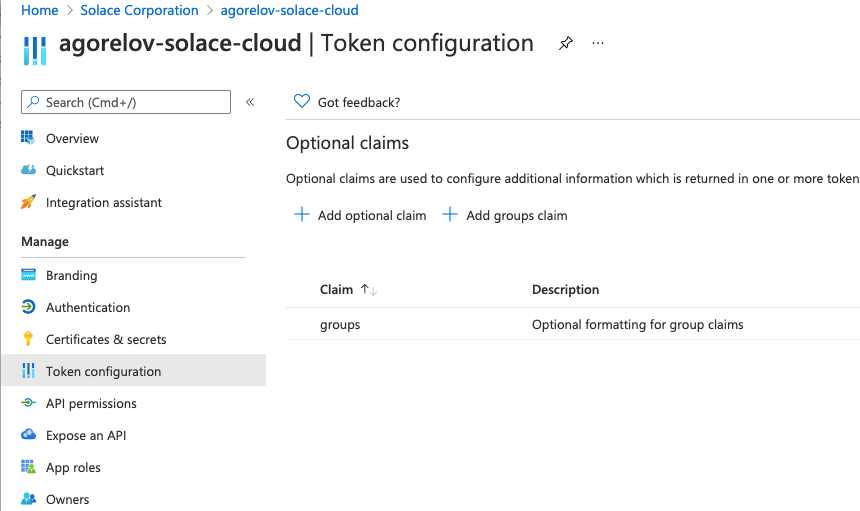 Home > Solace Corporation > agorelov-solace-cloud
agorelov-solace-cloud | Token configuration ...
Search (Cmd+/) «
Got feedback?
Overview
Quickstart
Integration assistant
Manage
Branding
Authentication
Certificates & secrets
Token configuration
API permissions
Expose an API
App roles
Owners
Optional claims
Optional claims are used to configure additional information which is returned in one or more token
+ Add optional claim + Add groups claim
Claim ↑↓ Description
groups Optional formatting for group claims